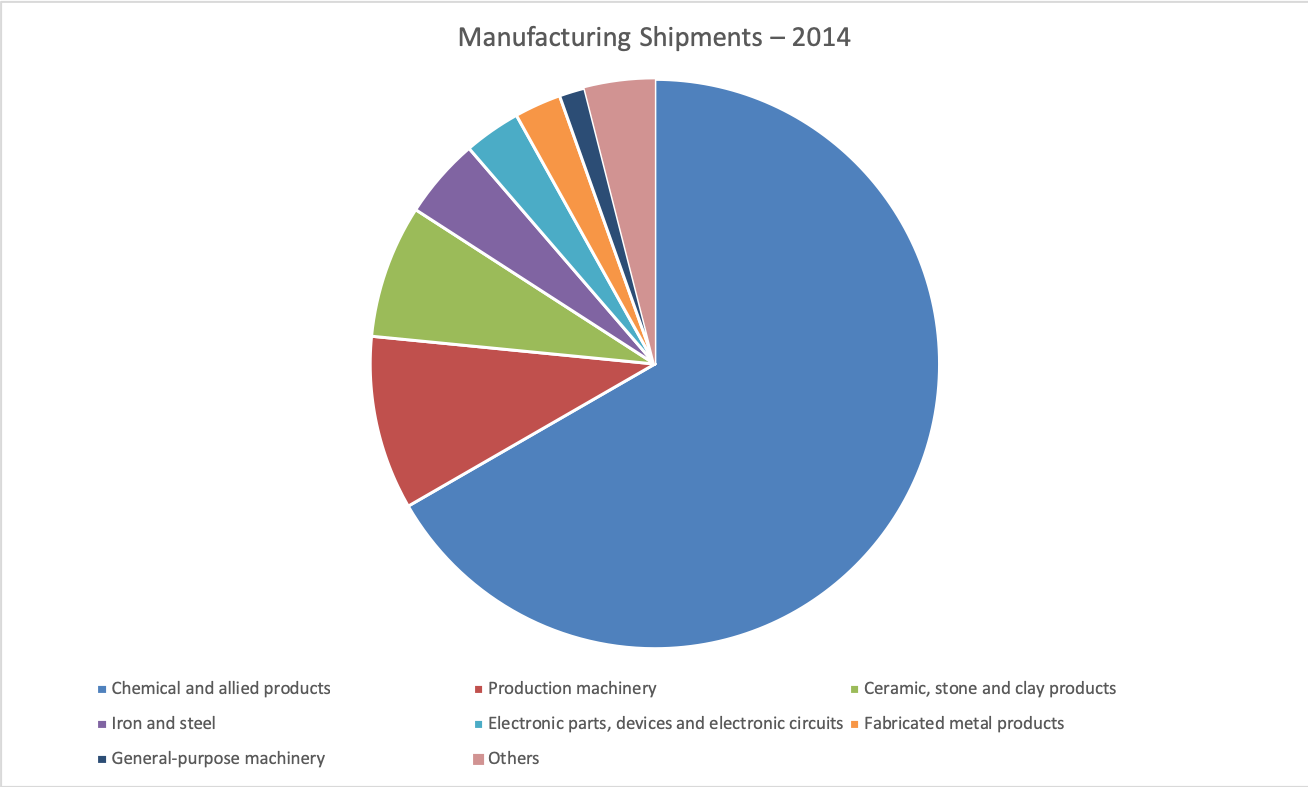 Manufacturing Shipments – 2014
Chemical and allied products
Production machinery
Ceramic, stone and clay products
Iron and steel
Electronic parts, devices and electronic circuits
Fabricated metal products
General-purpose machinery
Others